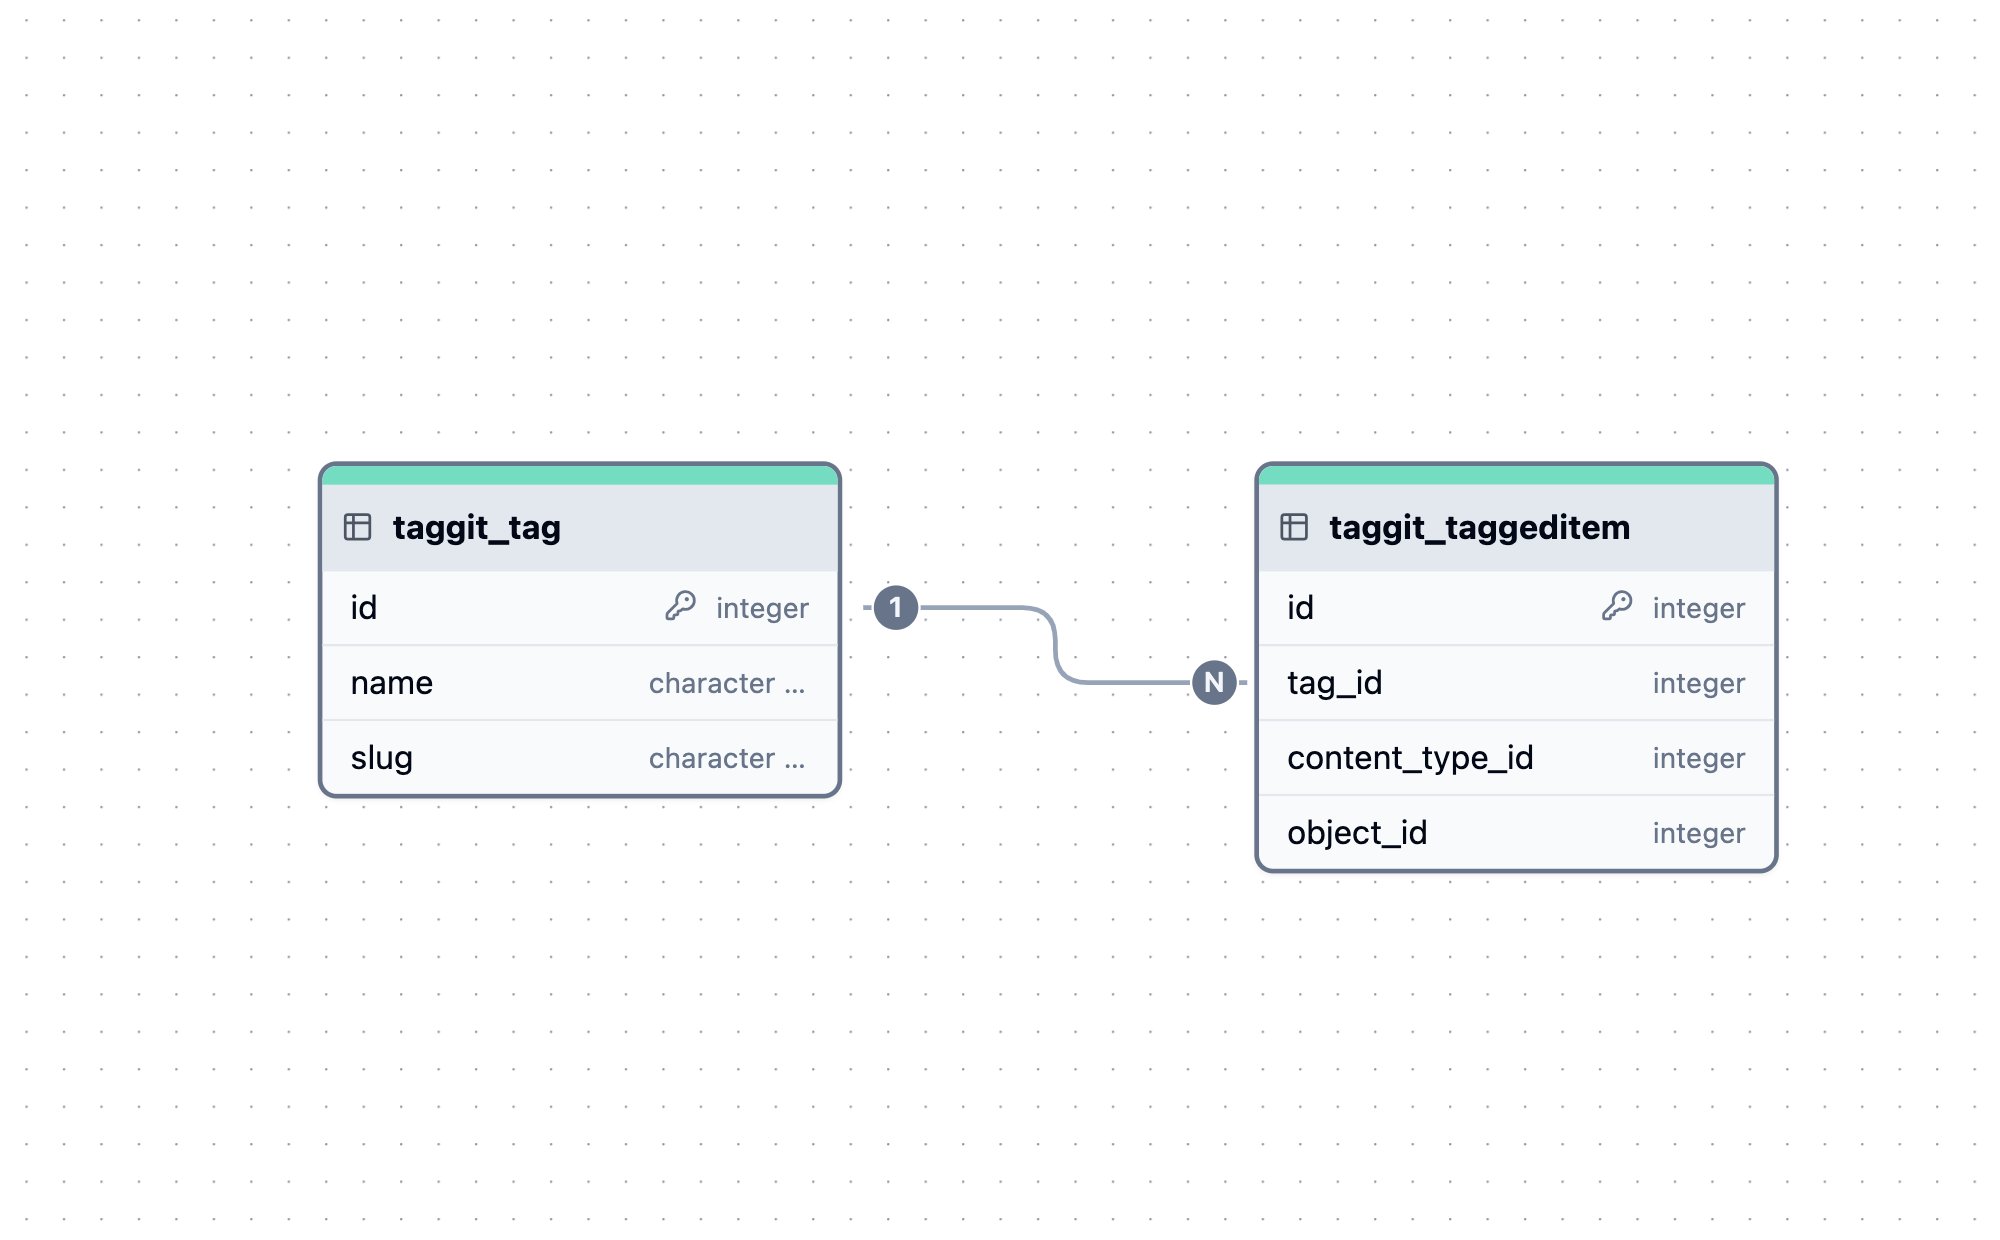 taggit_tag
id integer
name character ...
slug character ...
1
N
taggit_taggeditem
id integer
tag_id integer
content_type_id integer
object_id integer